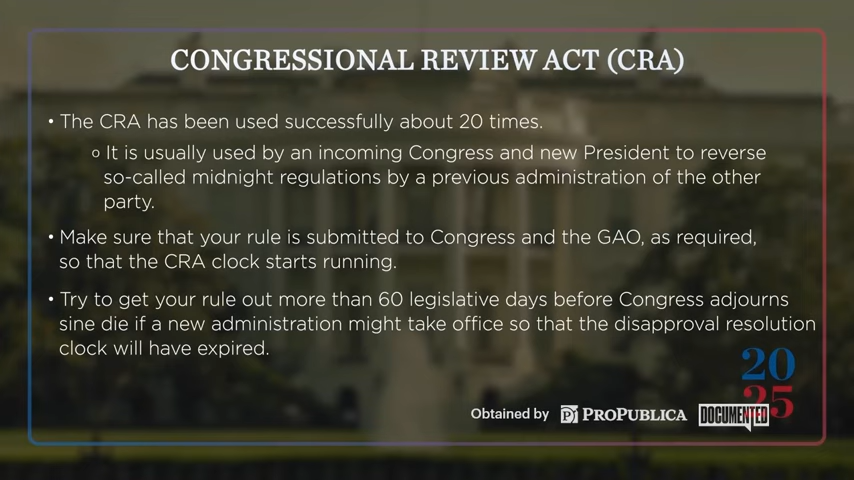 CONGRESSIONAL REVIEW ACT (CRA)
• The CRA has been used successfully about 20 times.
o It is usually used by an incoming Congress and new President to reverse
so-called midnight regulations by a previous administration of the other
party.
• Make sure that your rule is submitted to Congress and the GAO, as required,
so that the CRA clock starts running.
• Try to get your rule out more than 60 legislative days before Congress adjourns
sine die if a new administration might take office so that the disapproval resolution
clock will have expired.
20
25
Obtained by PROPUBLICA DOCUMENTED